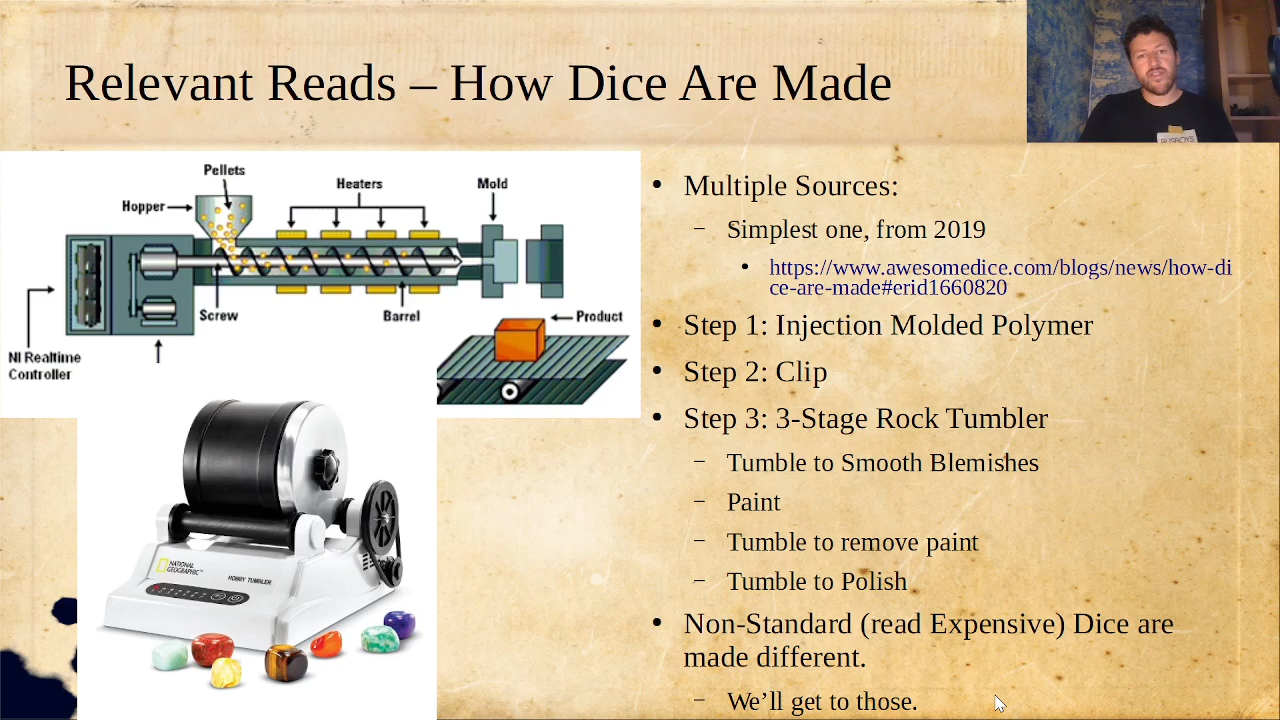 Relevant Reads – How Dice Are Made
Pellets
Hopper
Heaters
Mold
Screw
Barrel
Product
NI Realtime
Controller
NATIONAL
GEOGRAPHIC™
HOBBY TUMBLER
• Multiple Sources:
– Simplest one, from 2019
• https://www.awesomedice.com/blogs/news/how-di
ce-are-made#erid1660820
• Step 1: Injection Molded Polymer
• Step 2: Clip
• Step 3: 3-Stage Rock Tumbler
– Tumble to Smooth Blemishes
– Paint
– Tumble to remove paint
– Tumble to Polish
• Non-Standard (read Expensive) Dice are
made different.
– We’ll get to those.
BUSBOYS